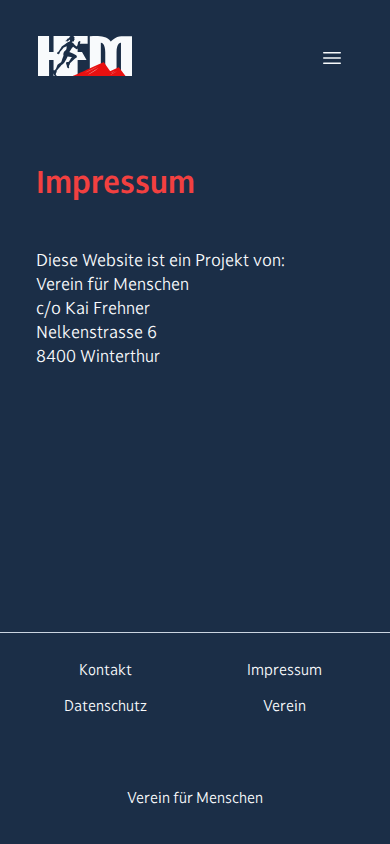 HFM
Impressum
Diese Website ist ein Projekt von:
Verein für Menschen
c/o Kai Frehner
Nelkenstrasse 6
8400 Winterthur
Kontakt
Impressum
Datenschutz
Verein
Verein für Menschen